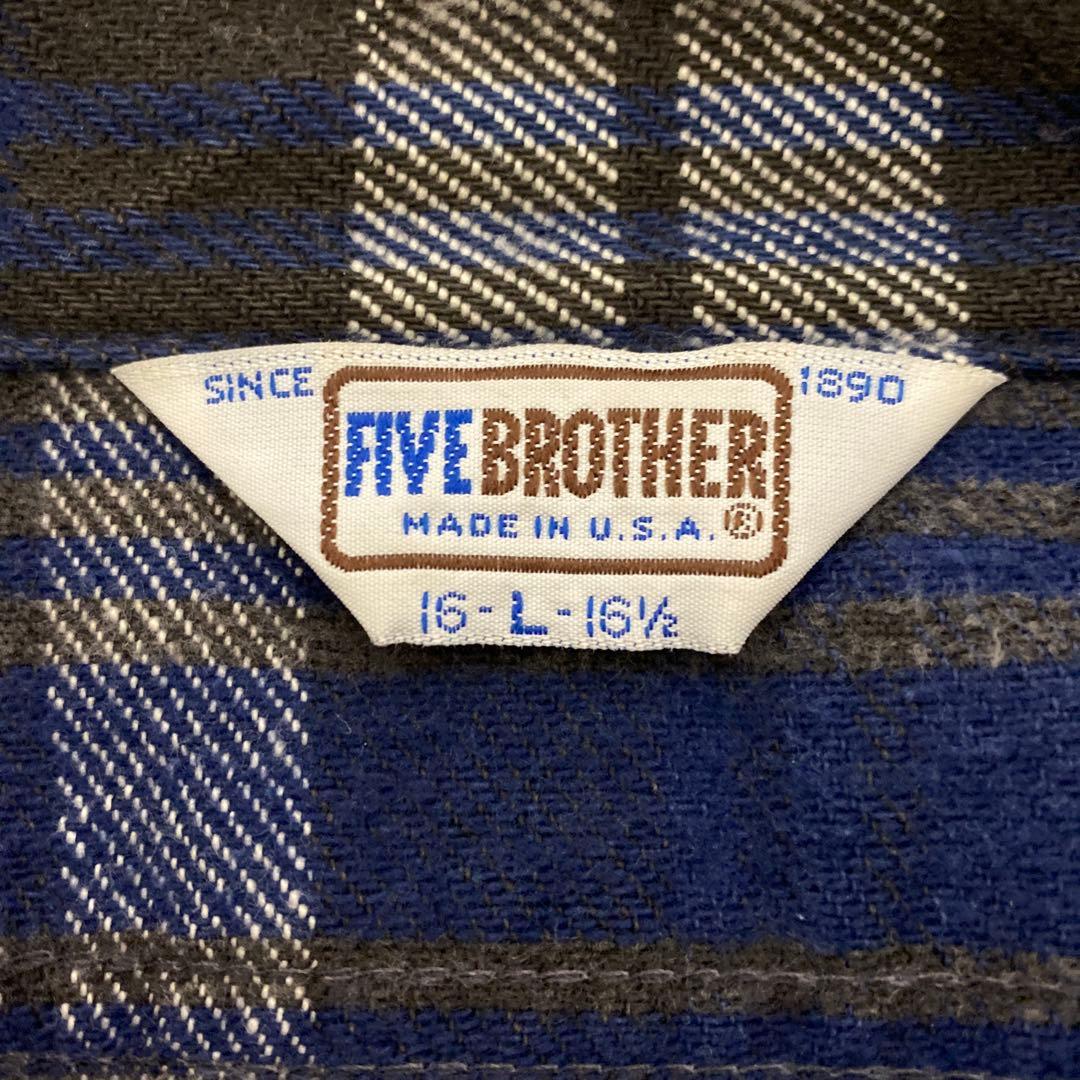 SINCE 1890
FIVE BROTHER
MADE IN U.S.A. ®
16-L-16½